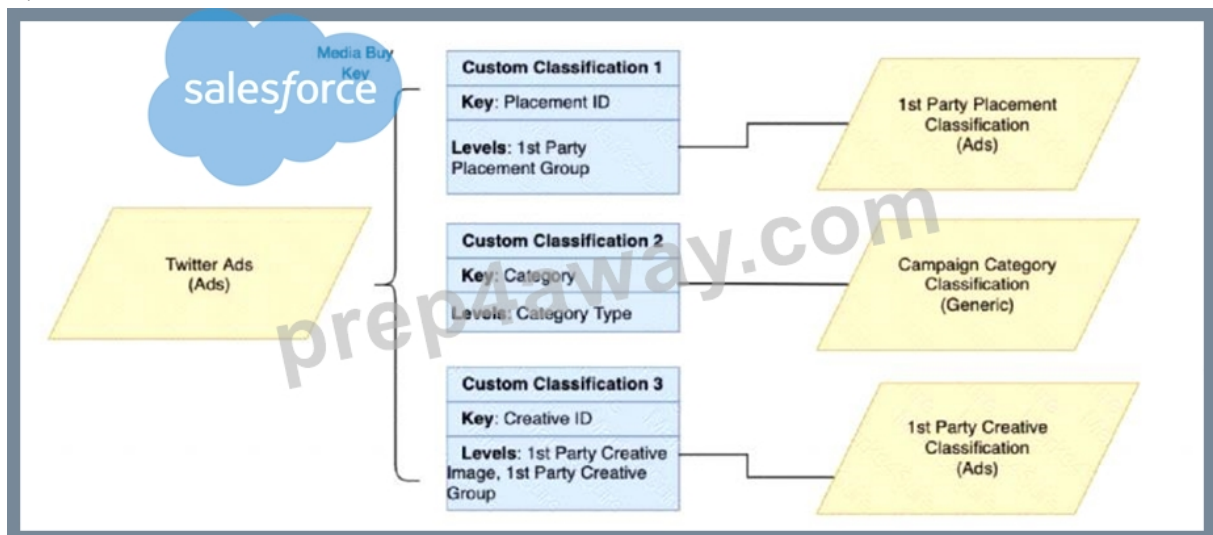 Media Buy
Key
salesforce
Twitter Ads
(Ads)
Custom Classification 1
Key: Placement ID
Levels: 1st Party
Placement Group
1st Party Placement
Classification
(Ads)
Custom Classification 2
Key: Category
Levels: Category Type
Campaign Category
Classification
(Generic)
Custom Classification 3
Key: Creative ID
Levels: 1st Party Creative
Image, 1st Party Creative
Group
1st Party Creative
Classification
(Ads)
prep4away.com